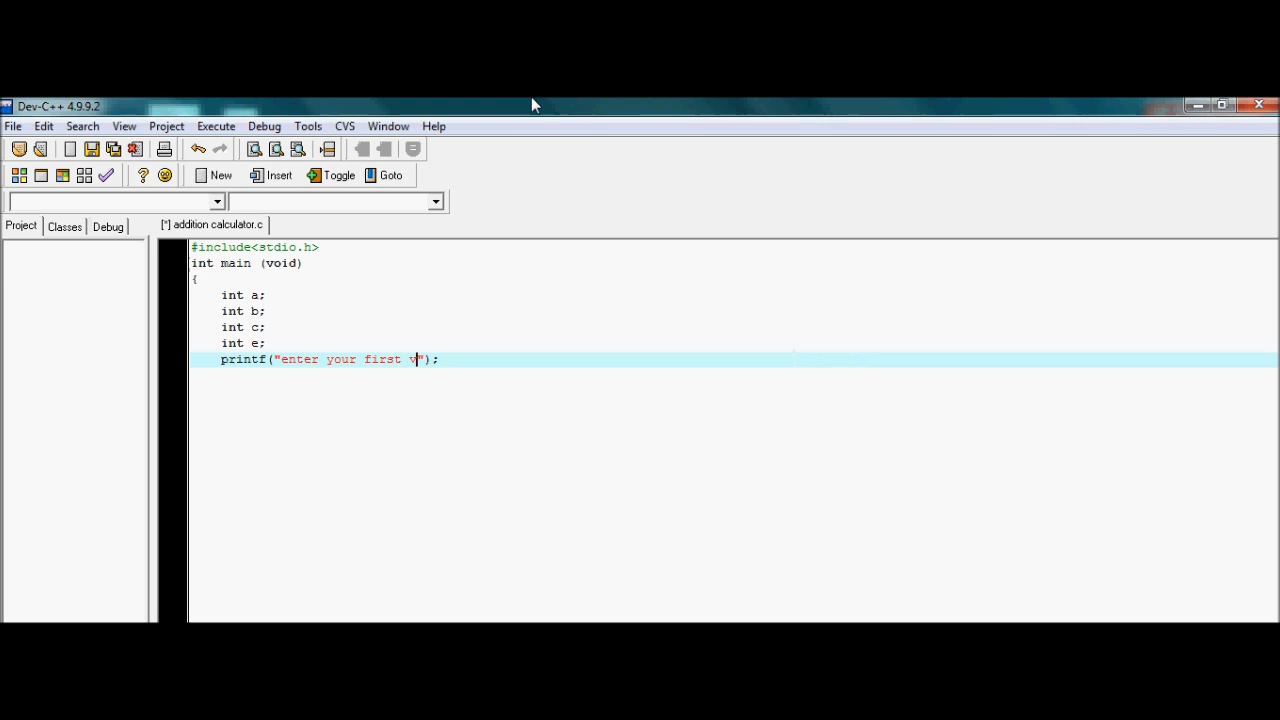 Dev-C++ 4.9.9.2
File Edit Search View Project Execute Debug Tools CVS Window Help
New Insert Toggle Goto
Project Classes Debug [*] addition calculator.c
#include<stdio.h>
int main (void)
{
int a;
int b;
int c;
int e;
printf("enter your first v");